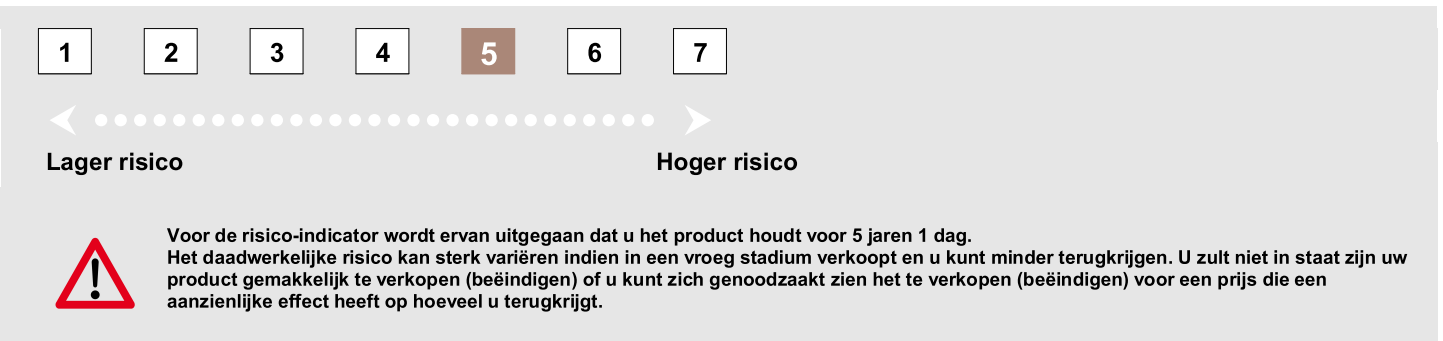 1 2 3 4 5 6 7
Lager risico Hoger risico
Voor de risico-indicator wordt ervan uitgegaan dat u het product houdt voor 5 jaren 1 dag.
Het daadwerkelijke risico kan sterk variëren indien in een vroeg stadium verkoopt en u kunt minder terugkrijgen. U zult niet in staat zijn uw
product gemakkelijk te verkopen (beëindigen) of u kunt zich genoodzaakt zien het te verkopen (beëindigen) voor een prijs die een
aanzienlijke effect heeft op hoeveel u terugkrijgt.